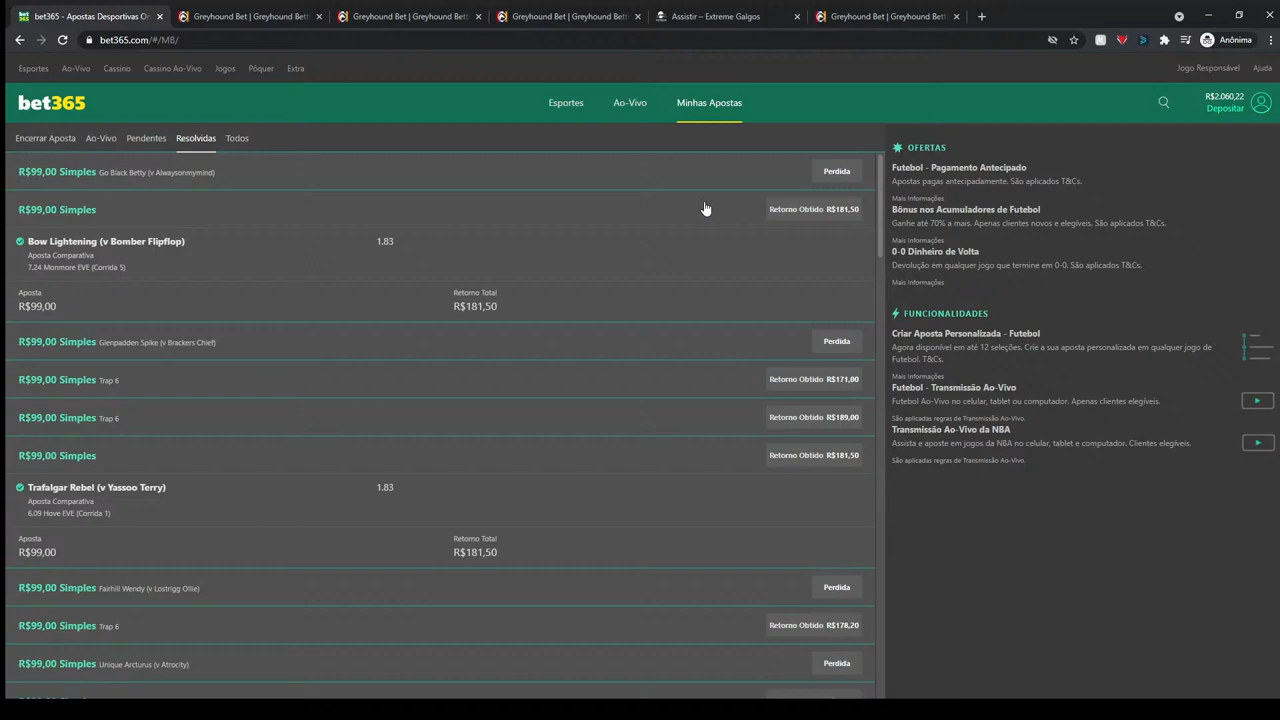 bet365 - Apostas Desportivas On
Greyhound Bet | Greyhound Bett
Greyhound Bet | Greyhound Bett
Greyhound Bet | Greyhound Bett
Assistir – Extreme Galgos
Greyhound Bet | Greyhound Bett
bet365.com/#/MB/
Anônima
Esportes Ao-Vivo Cassino Cassino Ao-Vivo Jogos Pôquer Extra
Jogo Responsável Ajuda
bet365
Esportes Ao-Vivo Minhas Apostas
R$2.060,22
Depositar
Encerrar Aposta Ao-Vivo Pendentes Resolvidas Todos
R$99,00 Simples Go Black Betty (v Alwaysonmymind) Perdida
R$99,00 Simples Retorno Obtido R$181,50
Bow Lightening (v Bomber Flipflop) 1.83
Aposta Comparativa
7.24 Monmore EVE (Corrida 5)
Aposta Retorno Total
R$99,00 R$181,50
R$99,00 Simples Glenpadden Spike (v Brackers Chief) Perdida
R$99,00 Simples Trap 6 Retorno Obtido R$171,00
R$99,00 Simples Trap 6 Retorno Obtido R$189,00
R$99,00 Simples Retorno Obtido R$181,50
Trafalgar Rebel (v Yassoo Terry) 1.83
Aposta Comparativa
6.09 Hove EVE (Corrida 1)
Aposta Retorno Total
R$99,00 R$181,50
R$99,00 Simples Fairhill Wendy (v Lostrigg Ollie) Perdida
R$99,00 Simples Trap 6 Retorno Obtido R$178,20
R$99,00 Simples Unique Arcturus (v Atrocity) Perdida
OFERTAS
Futebol - Pagamento Antecipado
Apostas pagas antecipadamente. São aplicados T&Cs.
Mais Informações
Bônus nos Acumuladores de Futebol
Ganhe até 70% a mais. Apenas clientes novos e elegíveis. São aplicados T&Cs.
Mais Informações
0-0 Dinheiro de Volta
Devolução em qualquer jogo que termine em 0-0. São aplicados T&Cs.
Mais Informações
FUNCIONALIDADES
Criar Aposta Personalizada - Futebol
Agora disponível em até 12 seleções. Crie a sua aposta personalizada em qualquer jogo de
Futebol. T&Cs.
Mais Informações
Futebol - Transmissão Ao-Vivo
Futebol Ao-Vivo no celular, tablet ou computador. Apenas clientes elegíveis.
São aplicadas regras de Transmissão Ao-Vivo.
Transmissão Ao-Vivo da NBA
Assista e aposte em jogos da NBA no celular, tablet e computador. Clientes elegíveis.
São aplicadas regras de Transmissão Ao-Vivo.